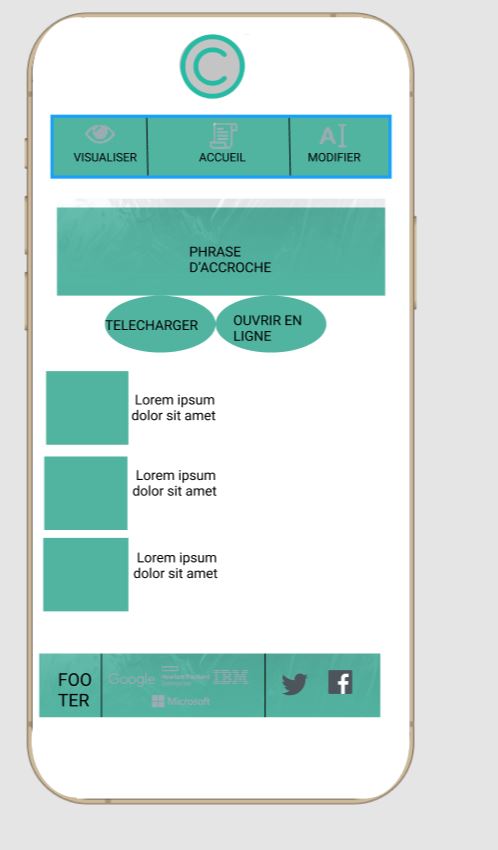 C
VISUALISER
ACCUEIL
A
MODIFIER
PHRASE
D'ACCROCHE
TELECHARGER
OUVRIR EN
LIGNE
Lorem ipsum
dolor sit amet
Lorem ipsum
dolor sit amet
Lorem ipsum
dolor sit amet
FOO
TER
Google
Hewlett Packard
Enterprise
IBM
Microsoft
f